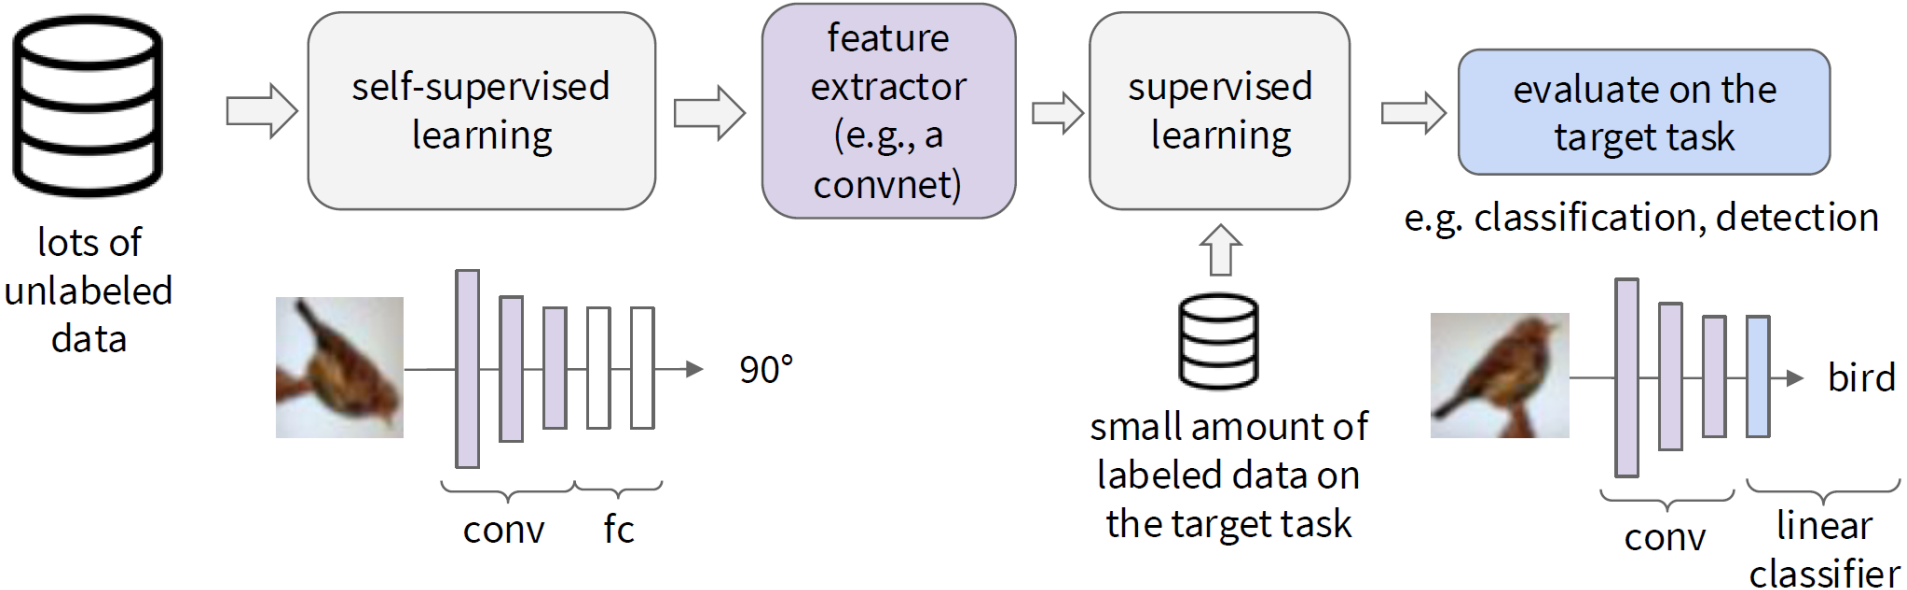 lots of
unlabeled
data
self-supervised
learning
feature
extractor
(e.g., a
convnet)
supervised
learning
evaluate on the
target task
e.g. classification, detection
90°
conv
fc
small amount of
labeled data on
the target task
bird
conv
linear
classifier